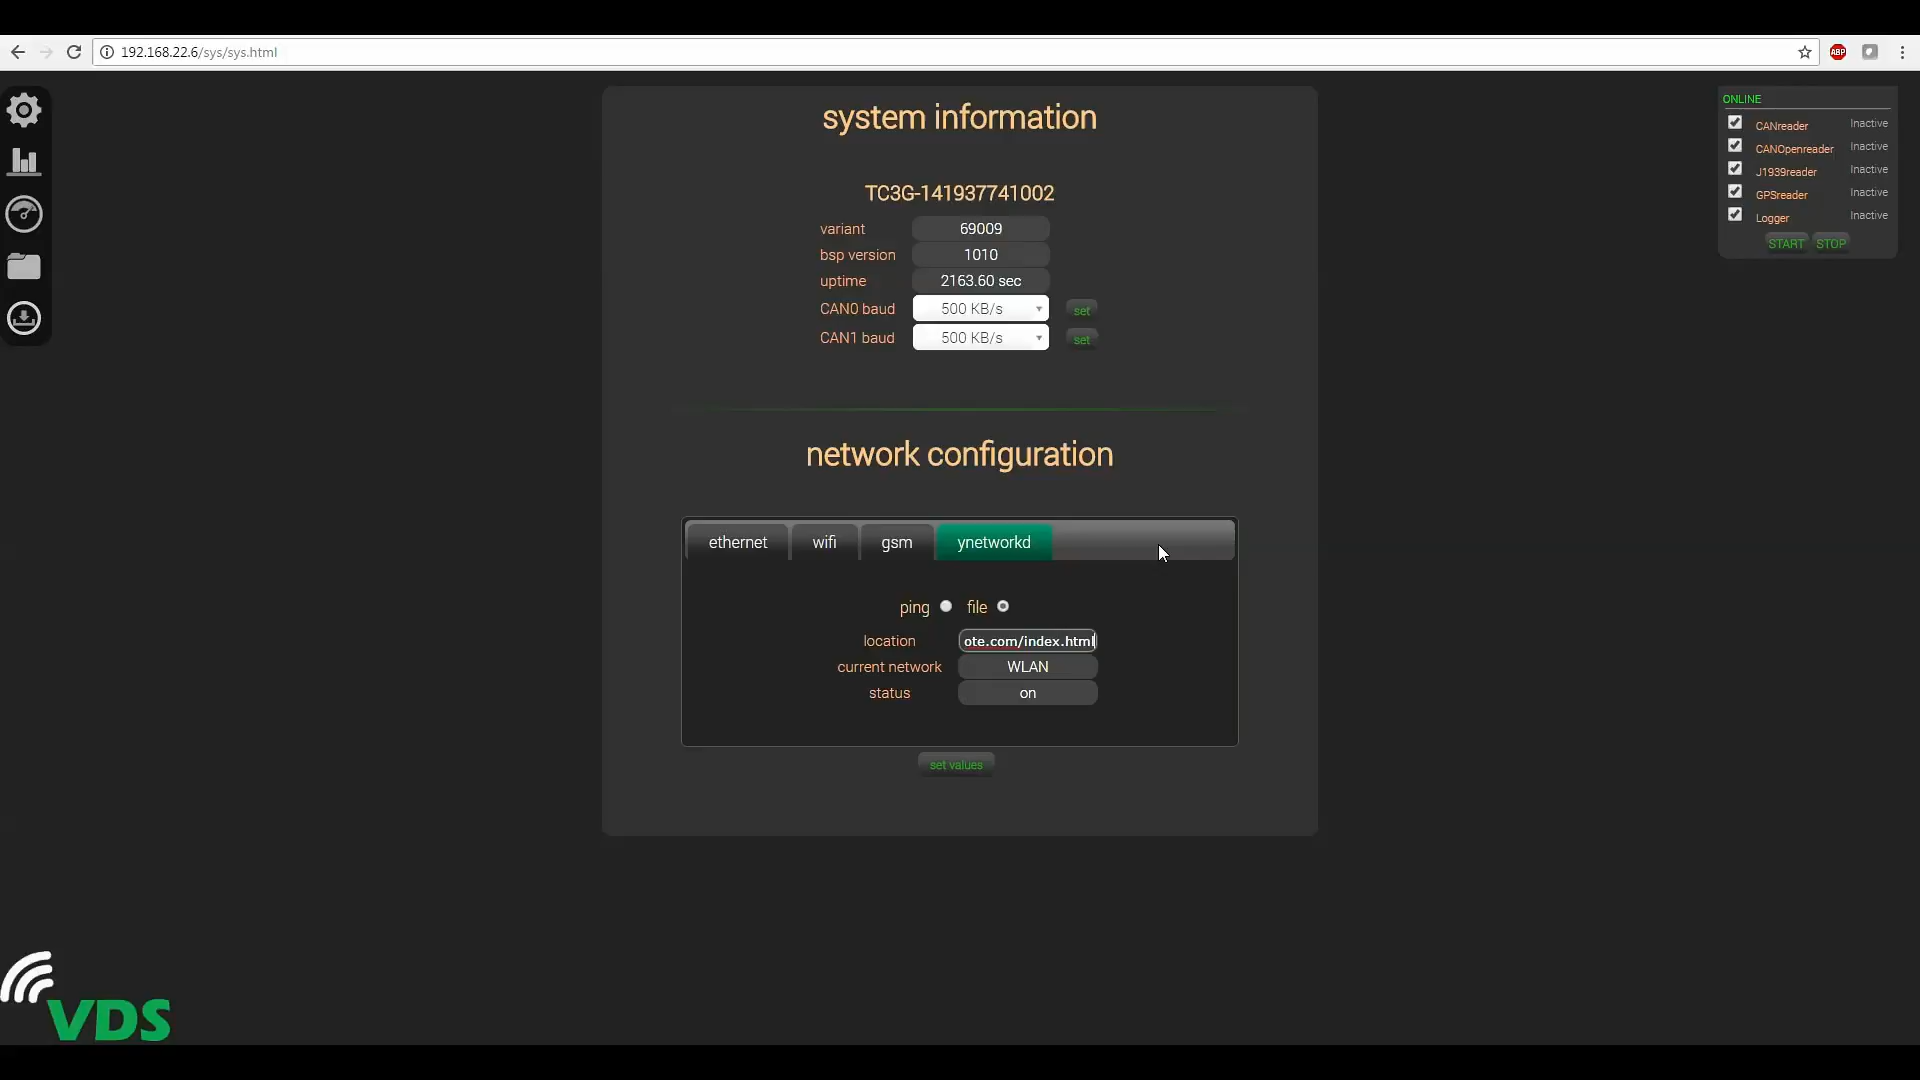 192.168.22.6/sys/sys.html
ABP
system information
TC3G-141937741002
variant 69009
bsp version 1010
uptime 2163.60 sec
CAN0 baud 500 KB/s set
CAN1 baud 500 KB/s set
network configuration
ethernet wifi gsm ynetworkd
ping file
location ote.com/index.html
current network WLAN
status on
set values
ONLINE
CANreader Inactive
CANOpenreader Inactive
J1939reader Inactive
GPSreader Inactive
Logger Inactive
START STOP
VDS